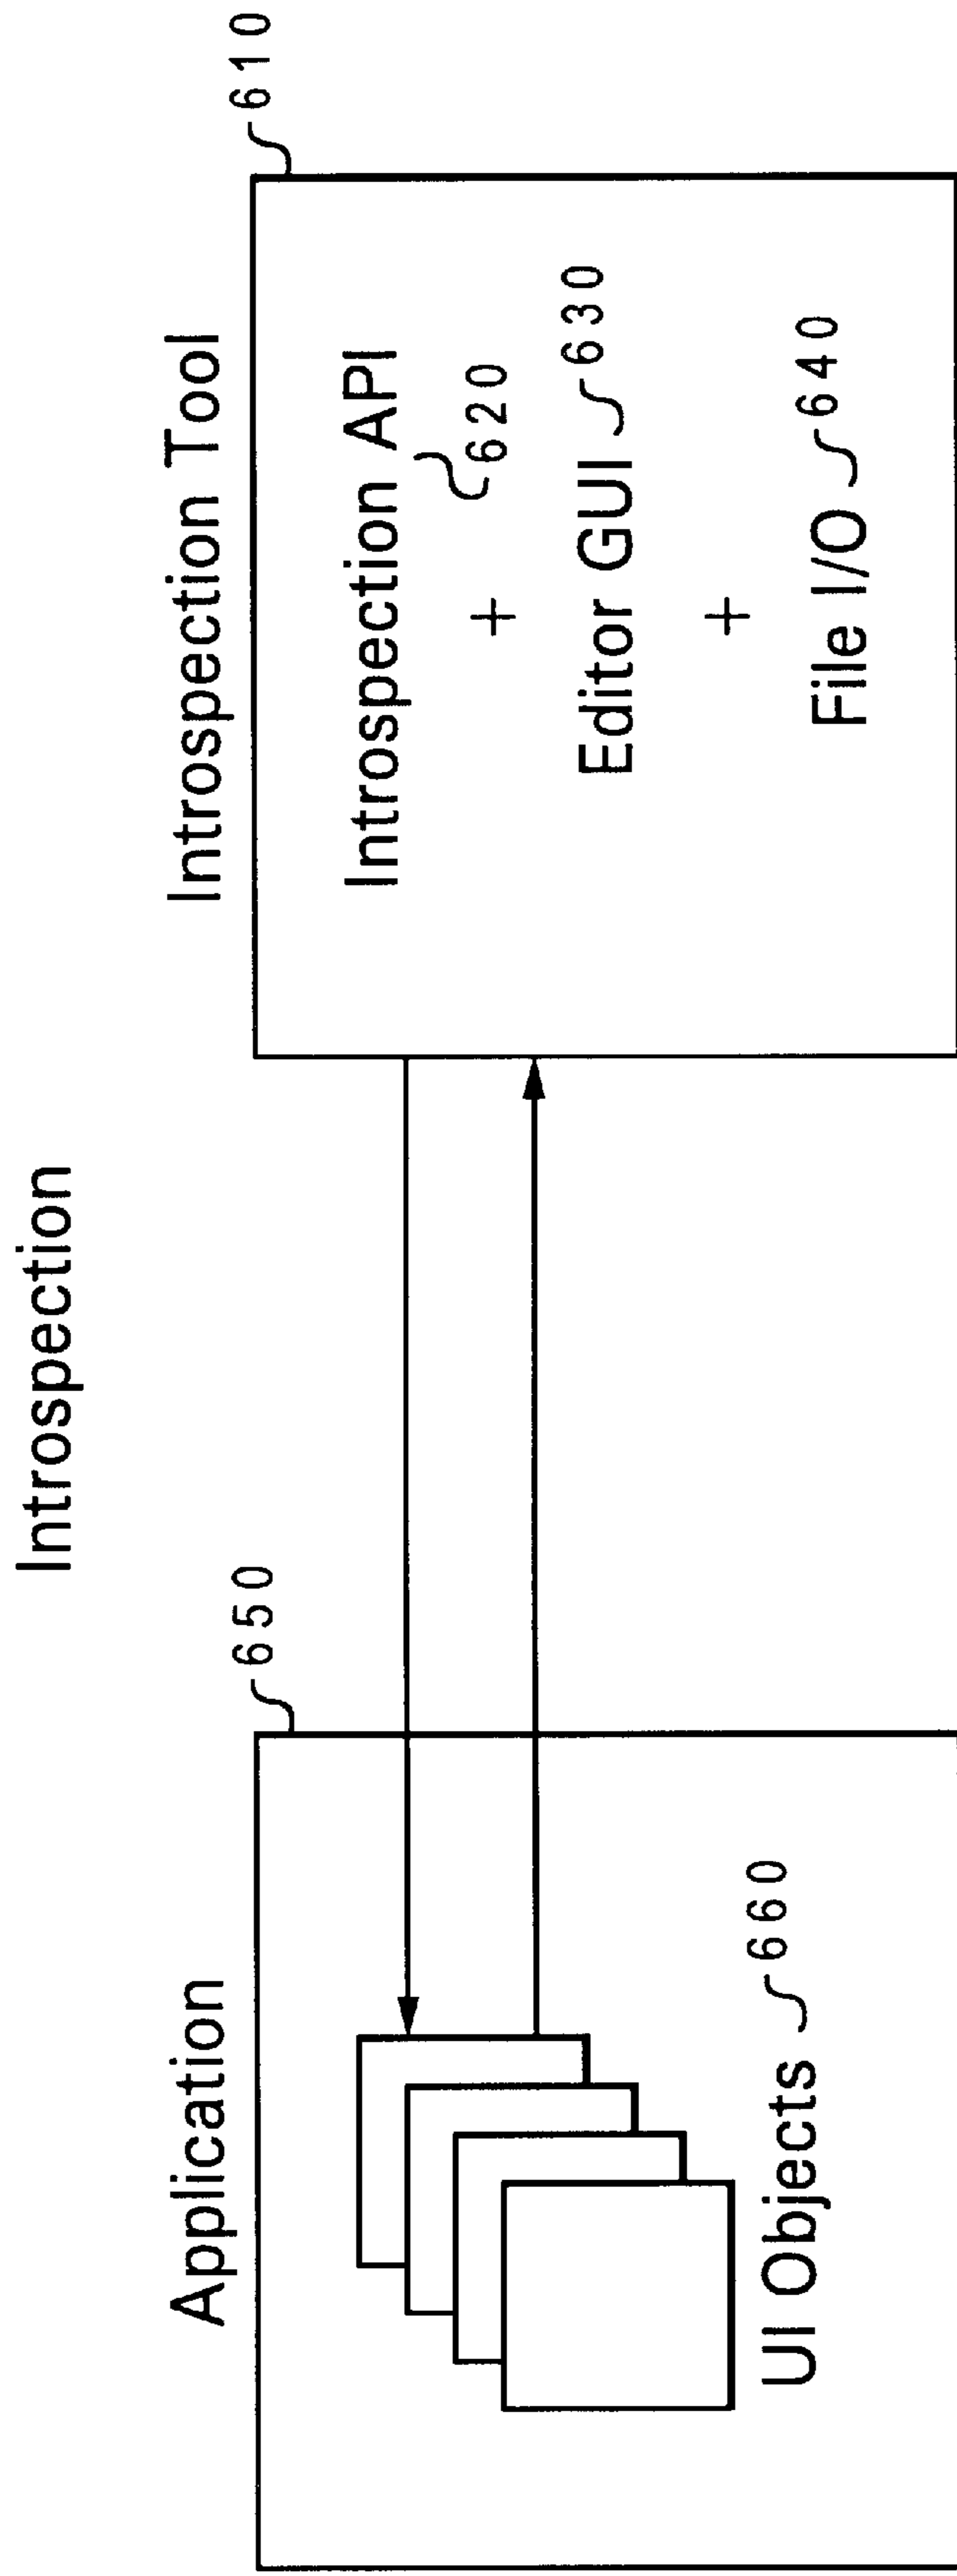 Introspection
Application
650
UI Objects 660
Introspection Tool
610
Introspection API
620
+
Editor GUI 630
+
File I/O 640